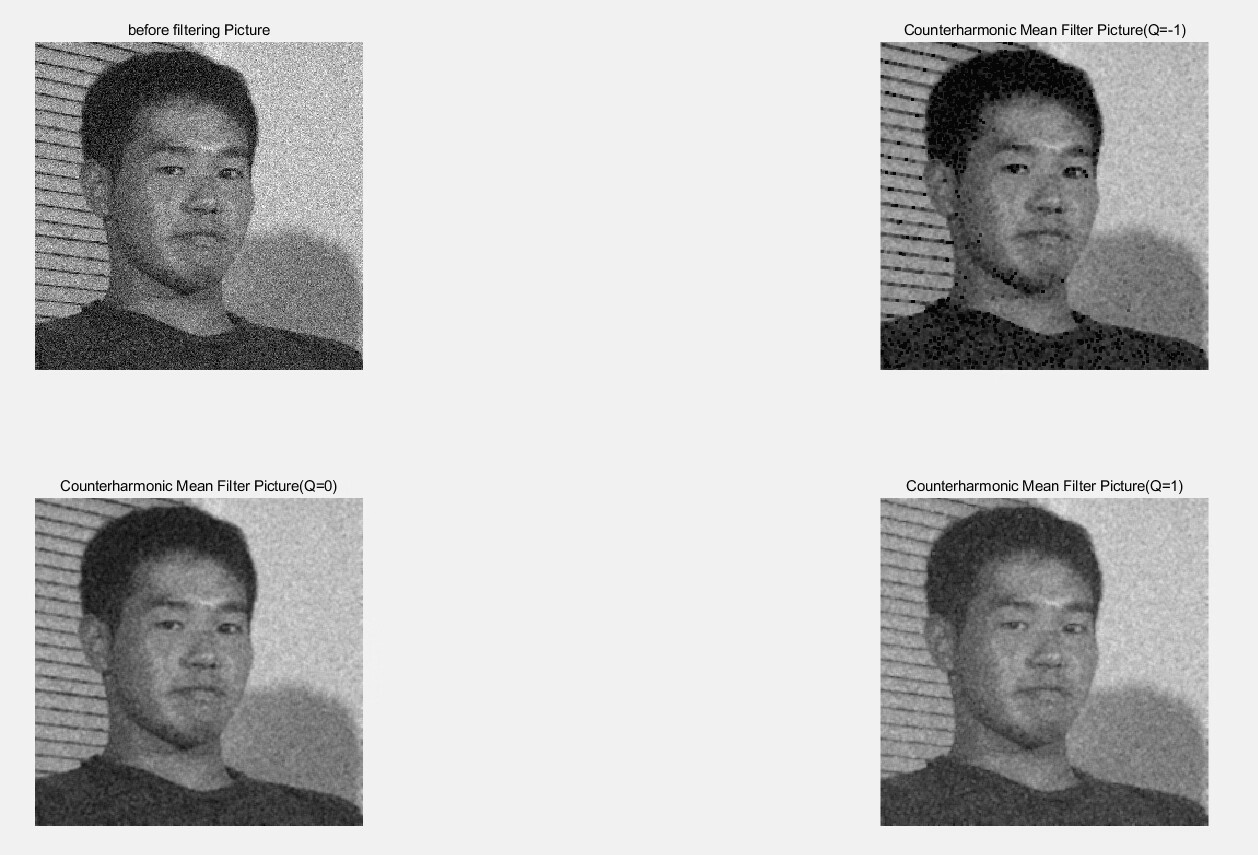 before filtering Picture
Counterharmonic Mean Filter Picture(Q=-1)
Counterharmonic Mean Filter Picture(Q=0)
Counterharmonic Mean Filter Picture(Q=1)